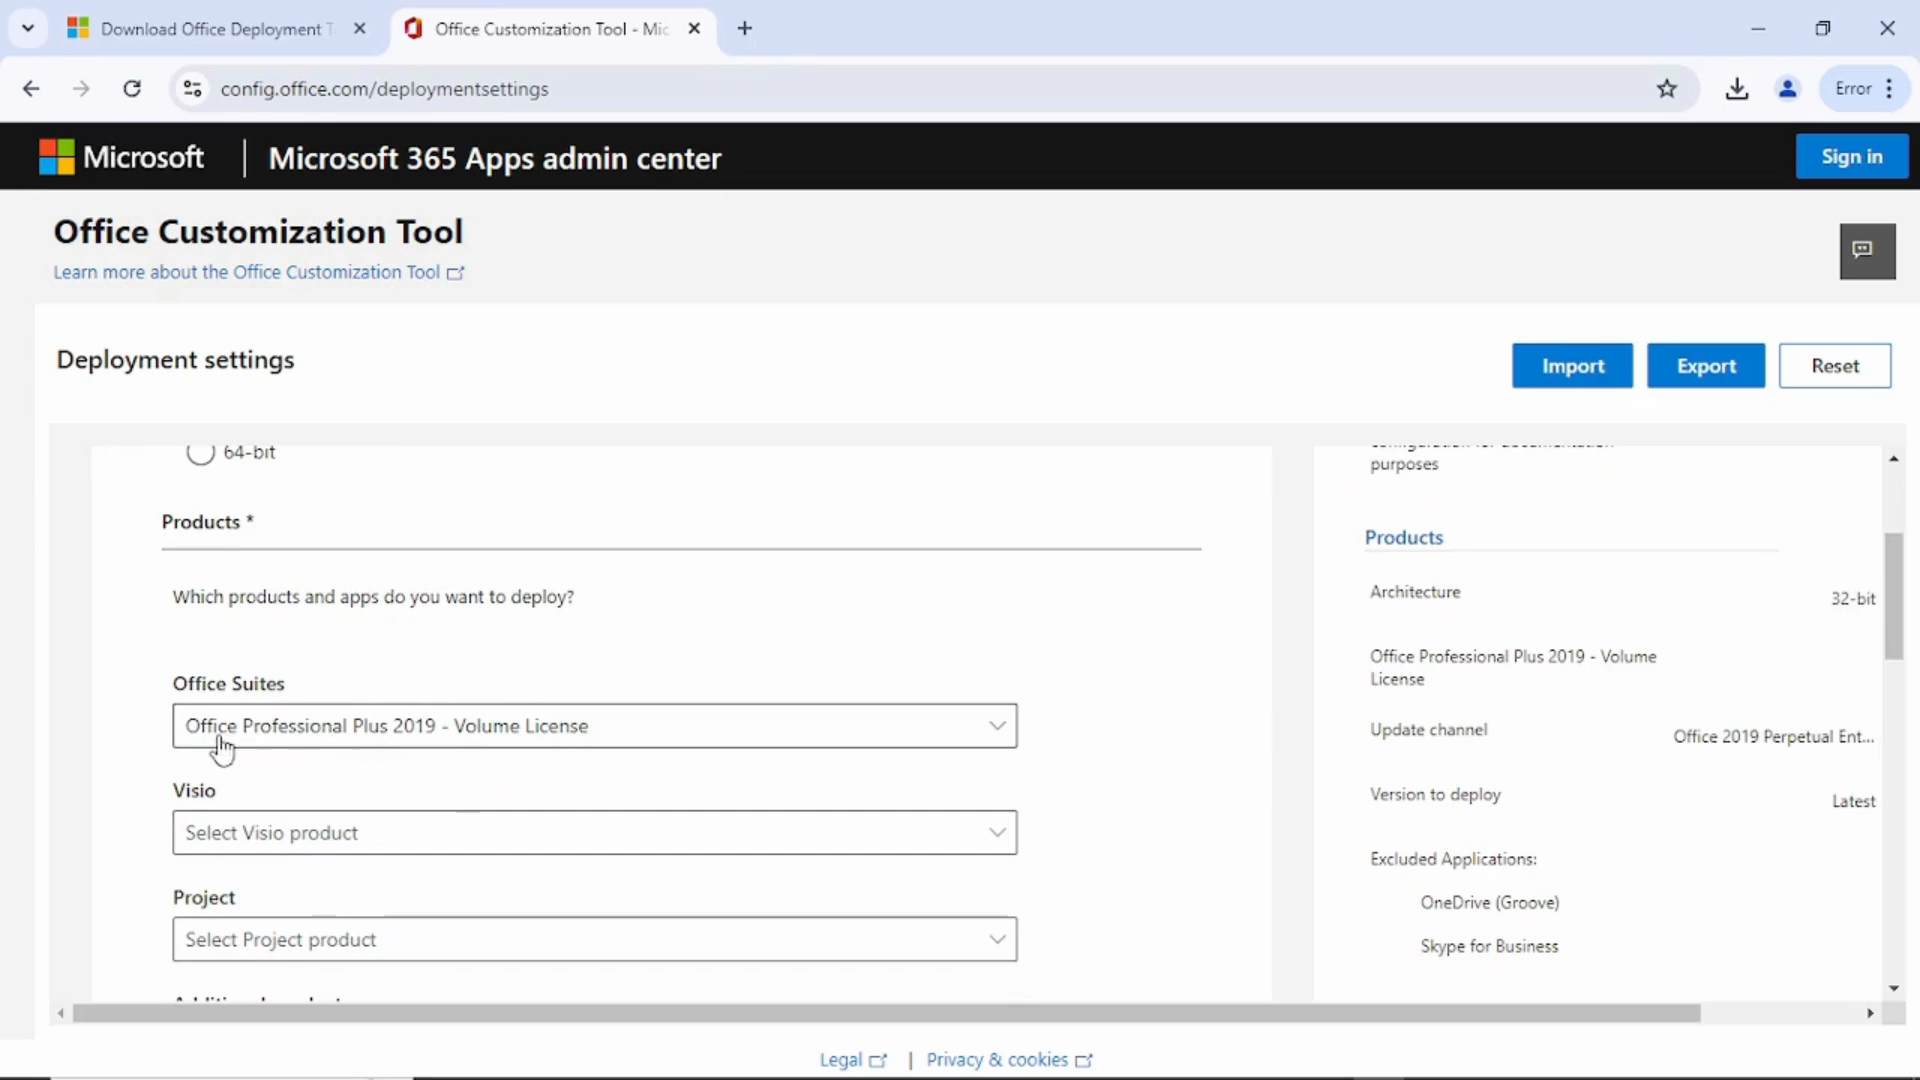 Download Office Deployment T
Office Customization Tool - Mic
config.office.com/deploymentsettings
Error
Microsoft
Microsoft 365 Apps admin center
Sign in
Office Customization Tool
Learn more about the Office Customization Tool
Deployment settings
Import
Export
Reset
64-bit
Products *
Which products and apps do you want to deploy?
Office Suites
Office Professional Plus 2019 - Volume License
Visio
Select Visio product
Project
Select Project product
purposes
Products
Architecture
32-bit
Office Professional Plus 2019 - Volume
License
Update channel
Office 2019 Perpetual Ent...
Version to deploy
Latest
Excluded Applications:
OneDrive (Groove)
Skype for Business
Legal
|
Privacy & cookies